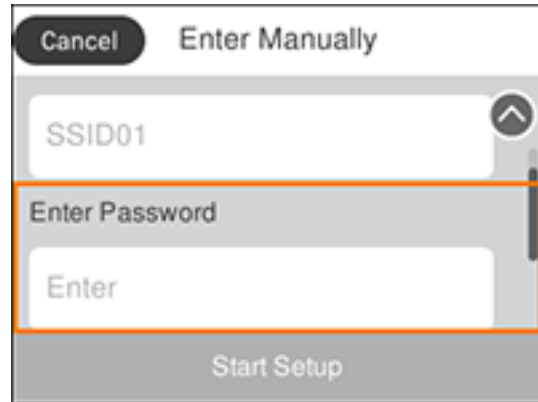 Cancel Enter Manually
SSID01
Enter Password
Enter
Start Setup